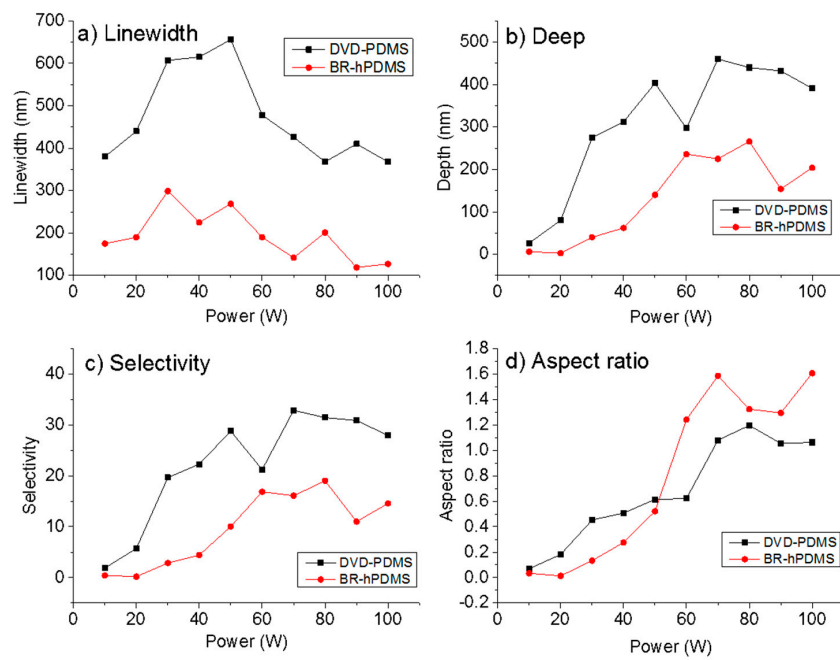 a) Linewidth
DVD-PDMS
BR-hPDMS
Linewidth (nm)
700
600
500
400
300
200
100
0 20 40 60 80 100
Power (W)
b) Deep
DVD-PDMS
BR-hPDMS
Depth (nm)
500
400
300
200
100
0
0 20 40 60 80 100
Power (W)
c) Selectivity
DVD-PDMS
BR-hPDMS
Selectivity
40
30
20
10
0
0 20 40 60 80 100
Power (W)
d) Aspect ratio
DVD-PDMS
BR-hPDMS
Aspect ratio
1.8
1.6
1.4
1.2
1.0
0.8
0.6
0.4
0.2
0.0
-0.2
0 20 40 60 80 100
Power (W)